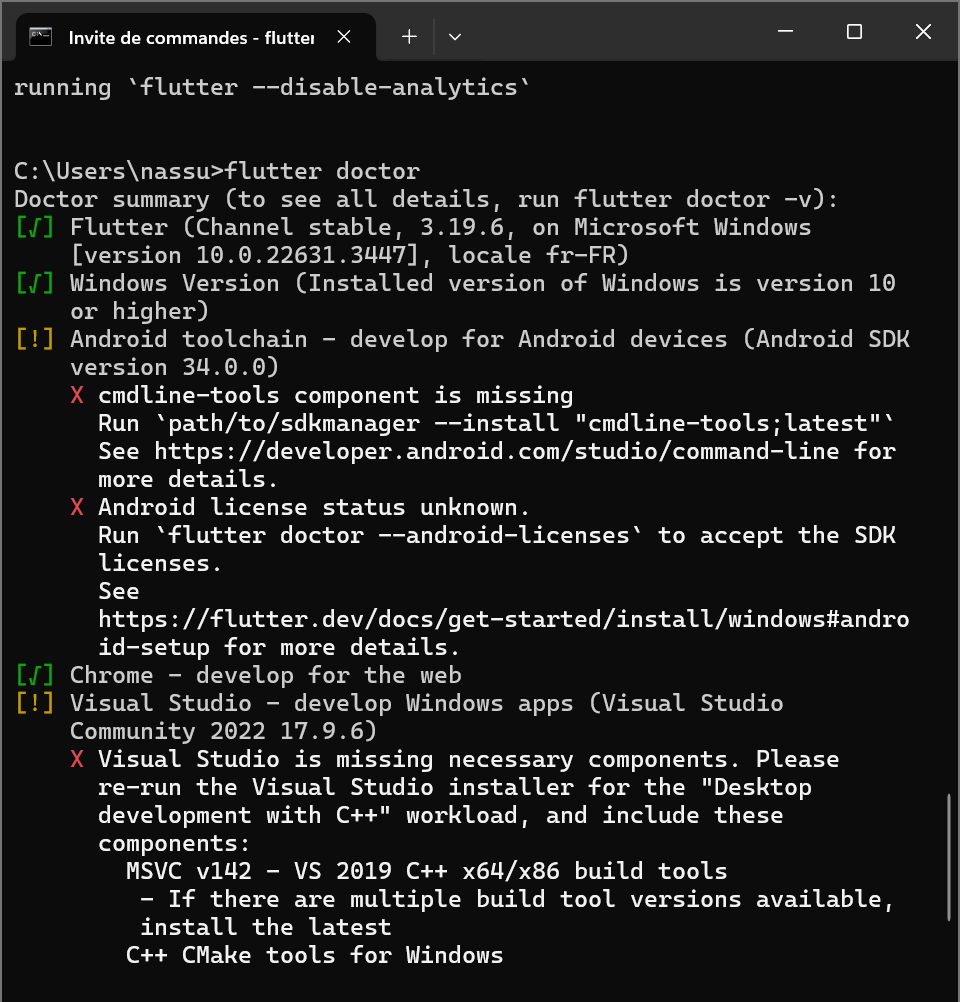 Invite de commandes - flutter
running `flutter --disable-analytics`
C:\Users\nassu>flutter doctor
Doctor summary (to see all details, run flutter doctor -v):
[√] Flutter (Channel stable, 3.19.6, on Microsoft Windows
[version 10.0.22631.3447], locale fr-FR)
[√] Windows Version (Installed version of Windows is version 10
or higher)
[!] Android toolchain - develop for Android devices (Android SDK
version 34.0.0)
X cmdline-tools component is missing
Run `path/to/sdkmanager --install "cmdline-tools;latest"`
See https://developer.android.com/studio/command-line for
more details.
X Android license status unknown.
Run `flutter doctor --android-licenses` to accept the SDK
licenses.
See
https://flutter.dev/docs/get-started/install/windows#andro
id-setup for more details.
[√] Chrome - develop for the web
[!] Visual Studio - develop Windows apps (Visual Studio
Community 2022 17.9.6)
X Visual Studio is missing necessary components. Please
re-run the Visual Studio installer for the "Desktop
development with C++" workload, and include these
components:
MSVC v142 - VS 2019 C++ x64/x86 build tools
- If there are multiple build tool versions available,
install the latest
C++ CMake tools for Windows